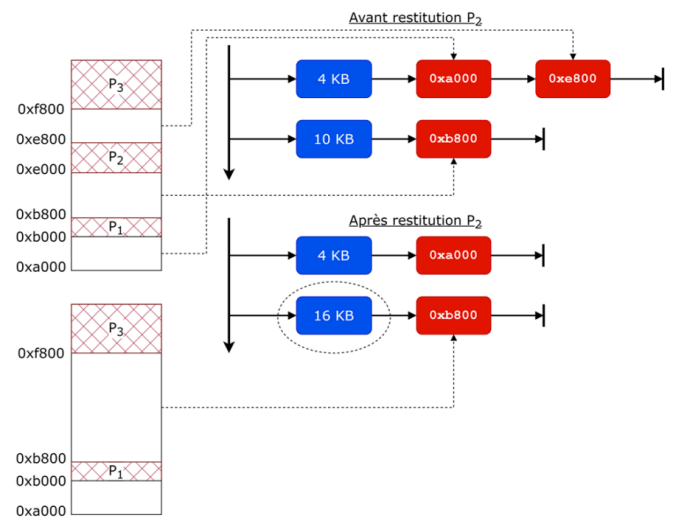 Avant restitution P2
P3
4 KB
0xa000
0xe800
0xf800
0xe800
10 KB
0xb800
P2
0xe000
0xb800
P1
0xb000
0xa000
Après restitution P2
4 KB
0xa000
P3
16 KB
0xb800
0xf800
0xb800
P1
0xb000
0xa000